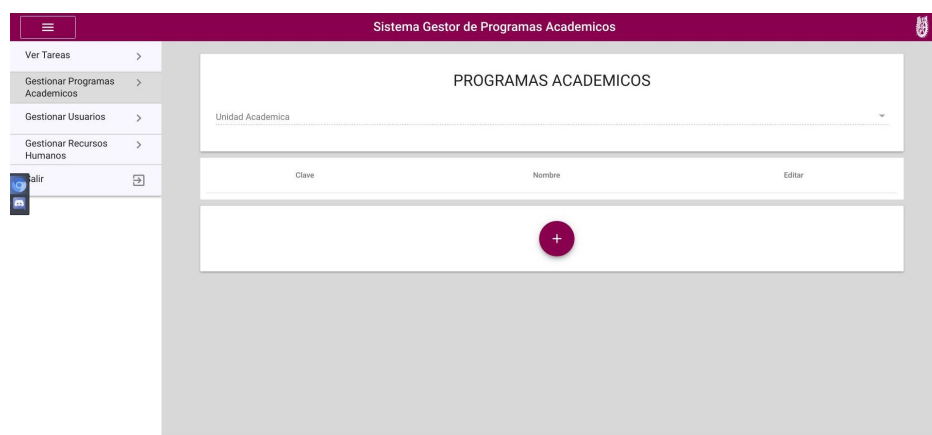 Sistema Gestor de Programas Academicos
Ver Tareas
Gestionar Programas
Academicos
Gestionar Usuarios
Gestionar Recursos
Humanos
Salir
PROGRAMAS ACADEMICOS
Unidad Academica
Clave Nombre Editar
+